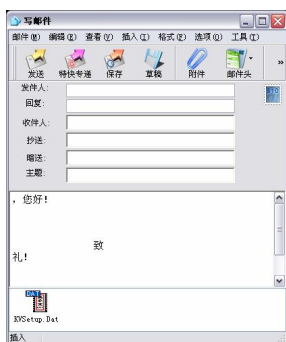 写邮件
邮件(M) 编辑(E) 查看(V) 插入(I) 格式(F) 选项(O) 工具(T)
发送 特快专递 保存 草稿 附件 邮件头 »
发件人:
回复:
收件人:
抄送:
暗送:
主题:
，您好！
致
礼！
DAT
KVSetup.Dat
插入